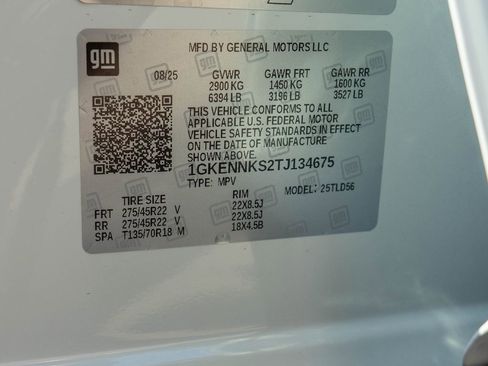 gm
MFD BY GENERAL MOTORS LLC
08/25 GVWR GAWR FRT GAWR RR
2900 KG 1450 KG 1600 KG
6394 LB 3196 LB 3527 LB
THIS VEHICLE CONFORMS TO ALL
APPLICABLE U.S. FEDERAL MOTOR
VEHICLE SAFETY STANDARDS IN EFFECT
ON THE DATE OF MANUFACTURE
SHOWN ABOVE.
1GKENNKS2TJ134675
TYPE: MPV MODEL: 25TLD56
TIRE SIZE RIM
FRT 275/45R22 V 22X8.5J
RR 275/45R22 V 22X8.5J
SPA T135/70R18 M 18X4.5B